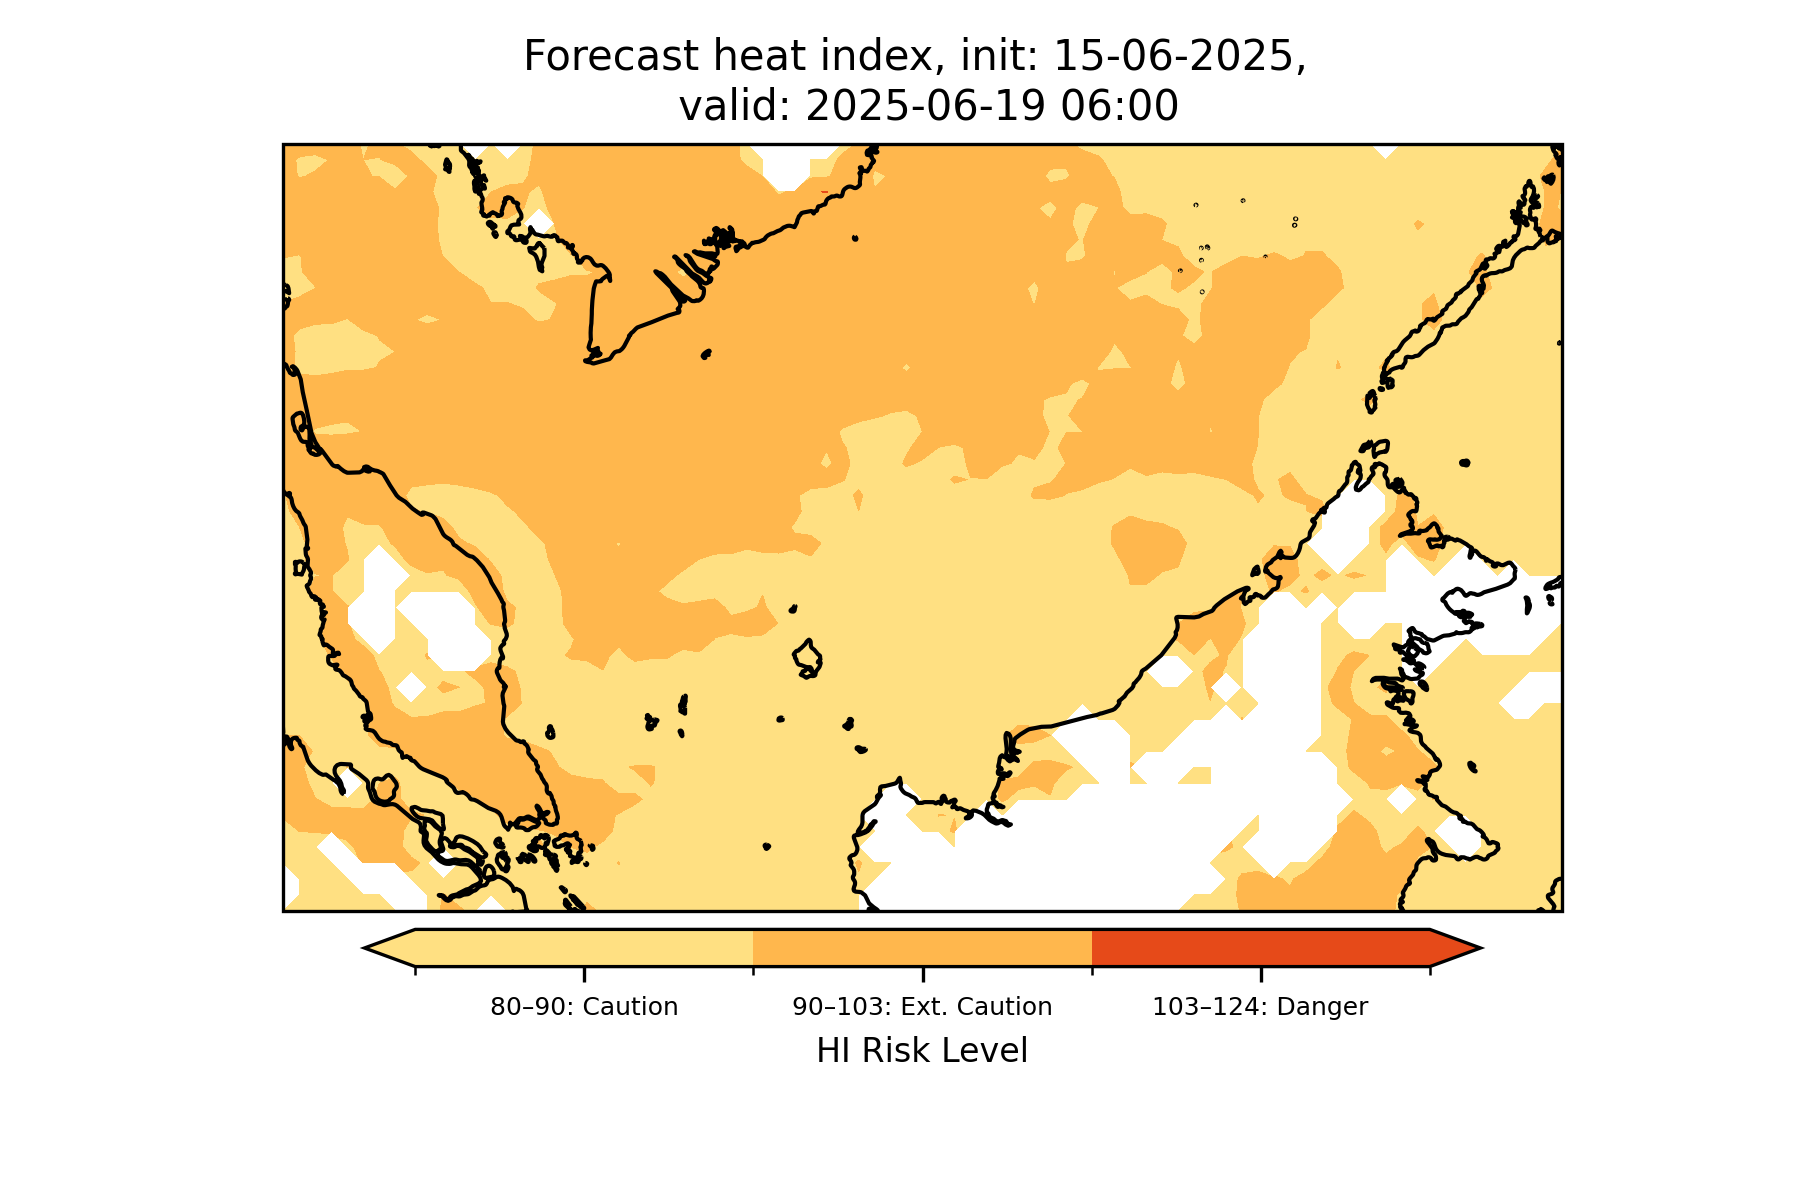 Forecast heat index, init: 15-06-2025,
valid: 2025-06-19 06:00
80–90: Caution
90–103: Ext. Caution
103–124: Danger
HI Risk Level